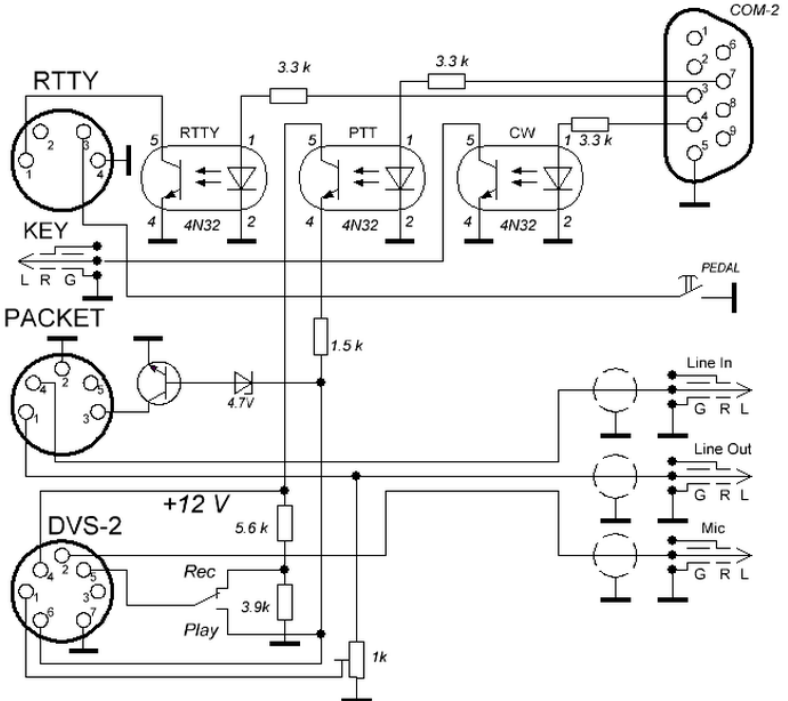 COM-2
1
6
2
7
3
8
4
9
5
3.3 k
3.3 k
3.3 k
RTTY
2
3
1
4
5
RTTY
1
4
4N32
2
5
PTT
1
4
4N32
2
5
CW
1
4
4N32
2
KEY
L R G
PEDAL
PACKET
4
2
5
1
3
4.7V
1.5 k
Line In
G R L
Line Out
G R L
Mic
G R L
+12 V
5.6 k
DVS-2
4
2
5
1
3
6
7
Rec
3.9k
Play
1k